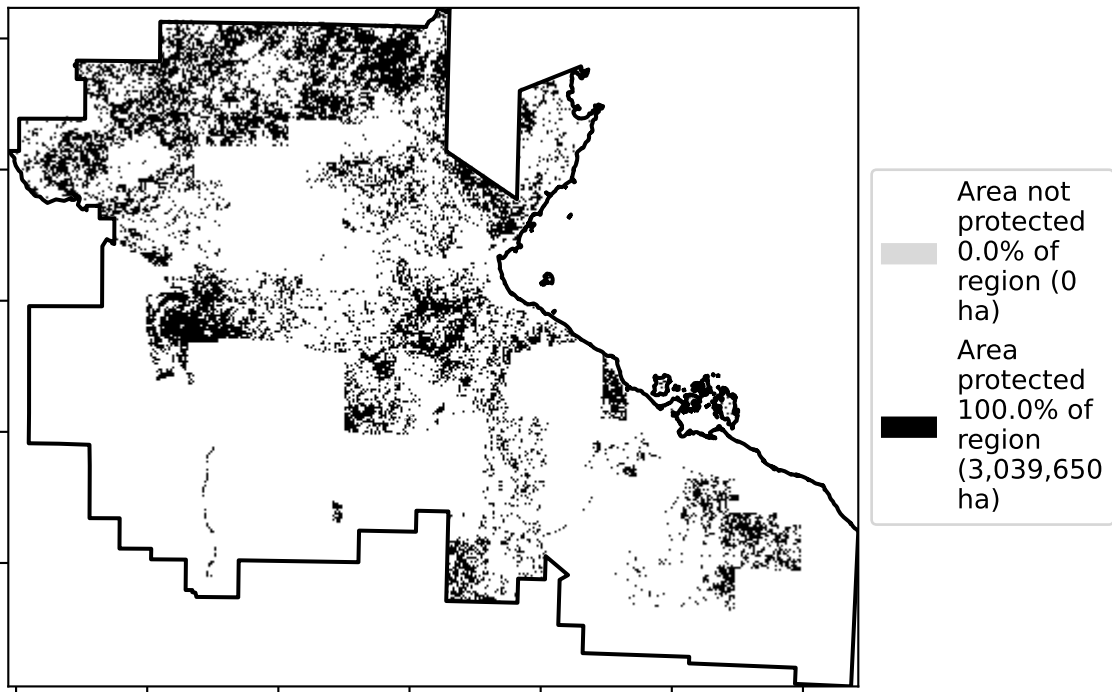 Area not
protected
0.0% of
region (0
ha)
Area
protected
100.0% of
region
(3,039,650
ha)